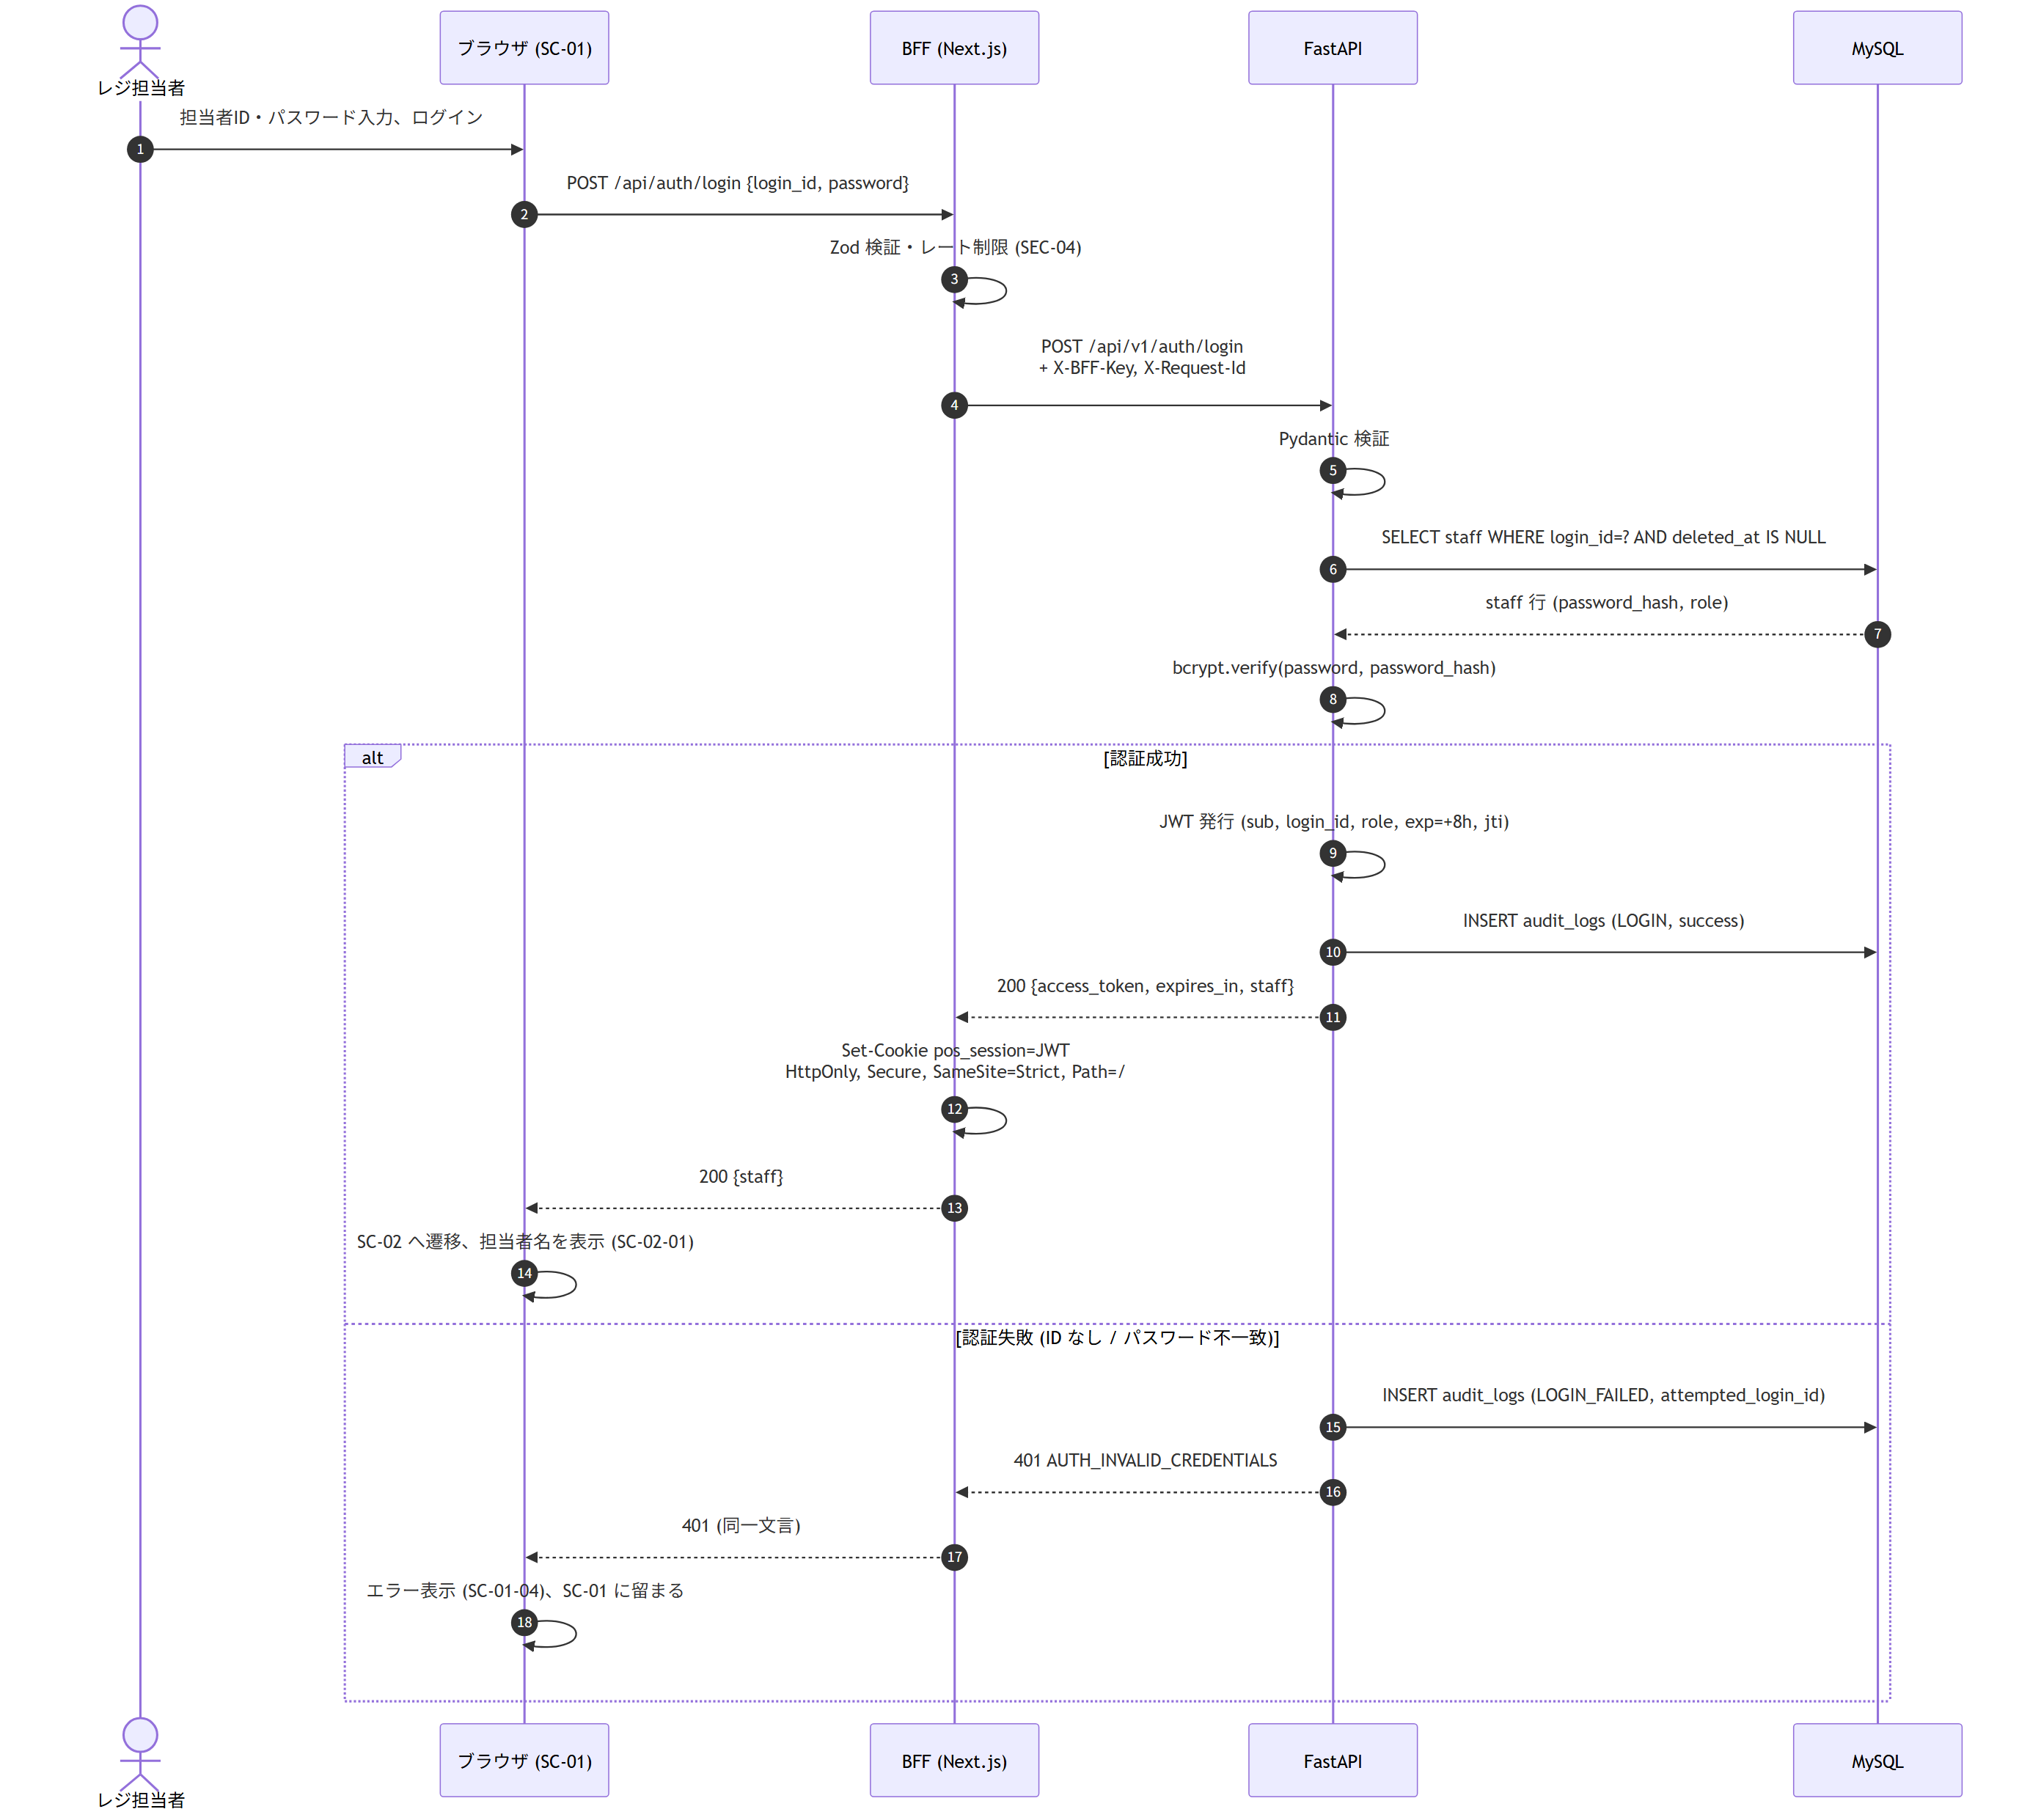 レジ担当者
ブラウザ (SC-01)
BFF (Next.js)
FastAPI
MySQL
担当者ID・パスワード入力、ログイン
1
POST /api/auth/login {login_id, password}
2
Zod 検証・レート制限 (SEC-04)
3
POST /api/v1/auth/login
+ X-BFF-Key, X-Request-Id
4
Pydantic 検証
5
SELECT staff WHERE login_id=? AND deleted_at IS NULL
6
staff 行 (password_hash, role)
7
bcrypt.verify(password, password_hash)
8
alt
[認証成功]
JWT 発行 (sub, login_id, role, exp=+8h, jti)
9
INSERT audit_logs (LOGIN, success)
10
200 {access_token, expires_in, staff}
11
Set-Cookie pos_session=JWT
HttpOnly, Secure, SameSite=Strict, Path=/
12
200 {staff}
13
SC-02 へ遷移、担当者名を表示 (SC-02-01)
14
[認証失敗 (ID なし / パスワード不一致)]
INSERT audit_logs (LOGIN_FAILED, attempted_login_id)
15
401 AUTH_INVALID_CREDENTIALS
16
401 (同一文言)
17
エラー表示 (SC-01-04)、SC-01 に留まる
18
レジ担当者
ブラウザ (SC-01)
BFF (Next.js)
FastAPI
MySQL